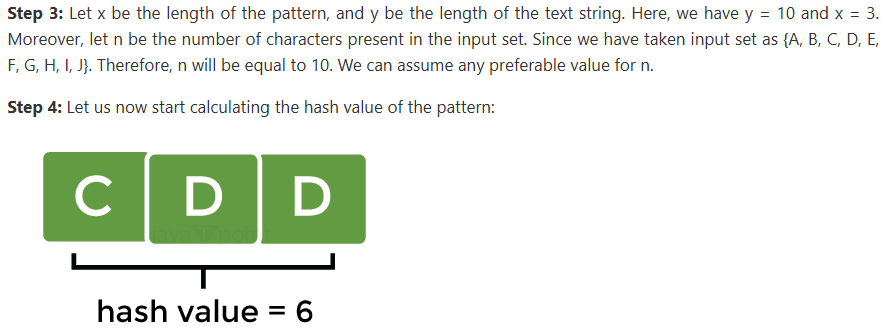 Step 3: Let x be the length of the pattern, and y be the length of the text string. Here, we have y = 10 and x = 3.
Moreover, let n be the number of characters present in the input set. Since we have taken input set as {A, B, C, D, E,
F, G, H, I, J}. Therefore, n will be equal to 10. We can assume any preferable value for n.
Step 4: Let us now start calculating the hash value of the pattern:
C D D
hash value = 6